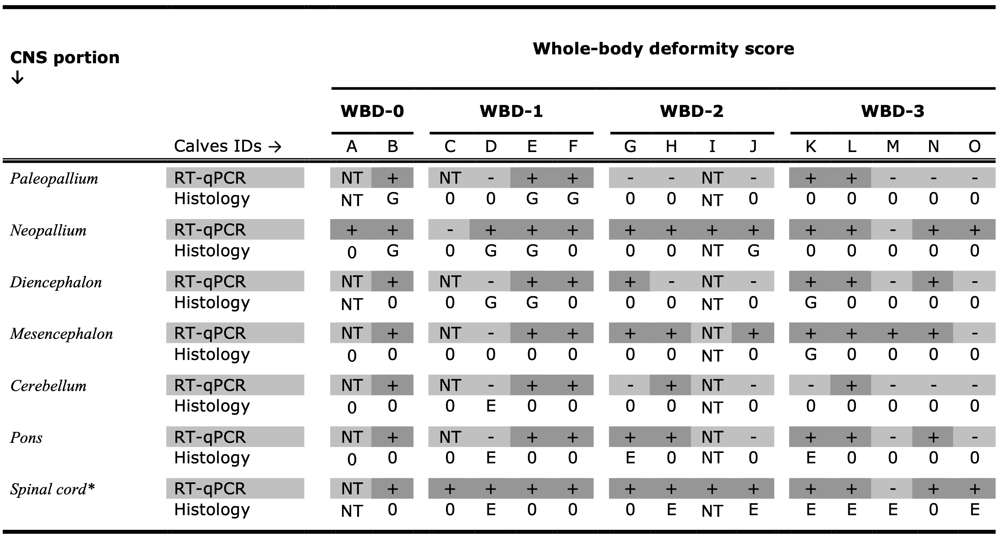 Whole-body deformity score
CNS portion
↓
WBD-0 WBD-1 WBD-2 WBD-3
Calves IDs → A B C D E F G H I J K L M N O
Paleopallium RT-qPCR NT + NT - + + - - NT - + + - - -
Histology NT G 0 0 G G 0 0 NT 0 0 0 0 0 0
Neopallium RT-qPCR + + - + + + + + + + + + - + +
Histology 0 G 0 G G 0 0 0 NT G 0 0 0 0 0
Diencephalon RT-qPCR NT + NT - + + + - NT - + + - + -
Histology NT 0 0 G G 0 0 0 NT 0 G 0 0 0 0
Mesencephalon RT-qPCR NT + NT - + + + + NT + + + + + -
Histology 0 0 0 0 0 0 0 0 NT 0 G 0 0 0 0
Cerebellum RT-qPCR NT + NT - + + - + NT - - + - - -
Histology 0 0 0 E 0 0 0 0 NT 0 0 0 0 0 0
Pons RT-qPCR NT + NT - + + + + NT - + + - + -
Histology 0 0 0 E 0 0 E 0 NT 0 E 0 0 0 0
Spinal cord* RT-qPCR NT + + + + + + + + + + + - + +
Histology NT 0 0 E 0 0 0 E NT E E E E 0 E